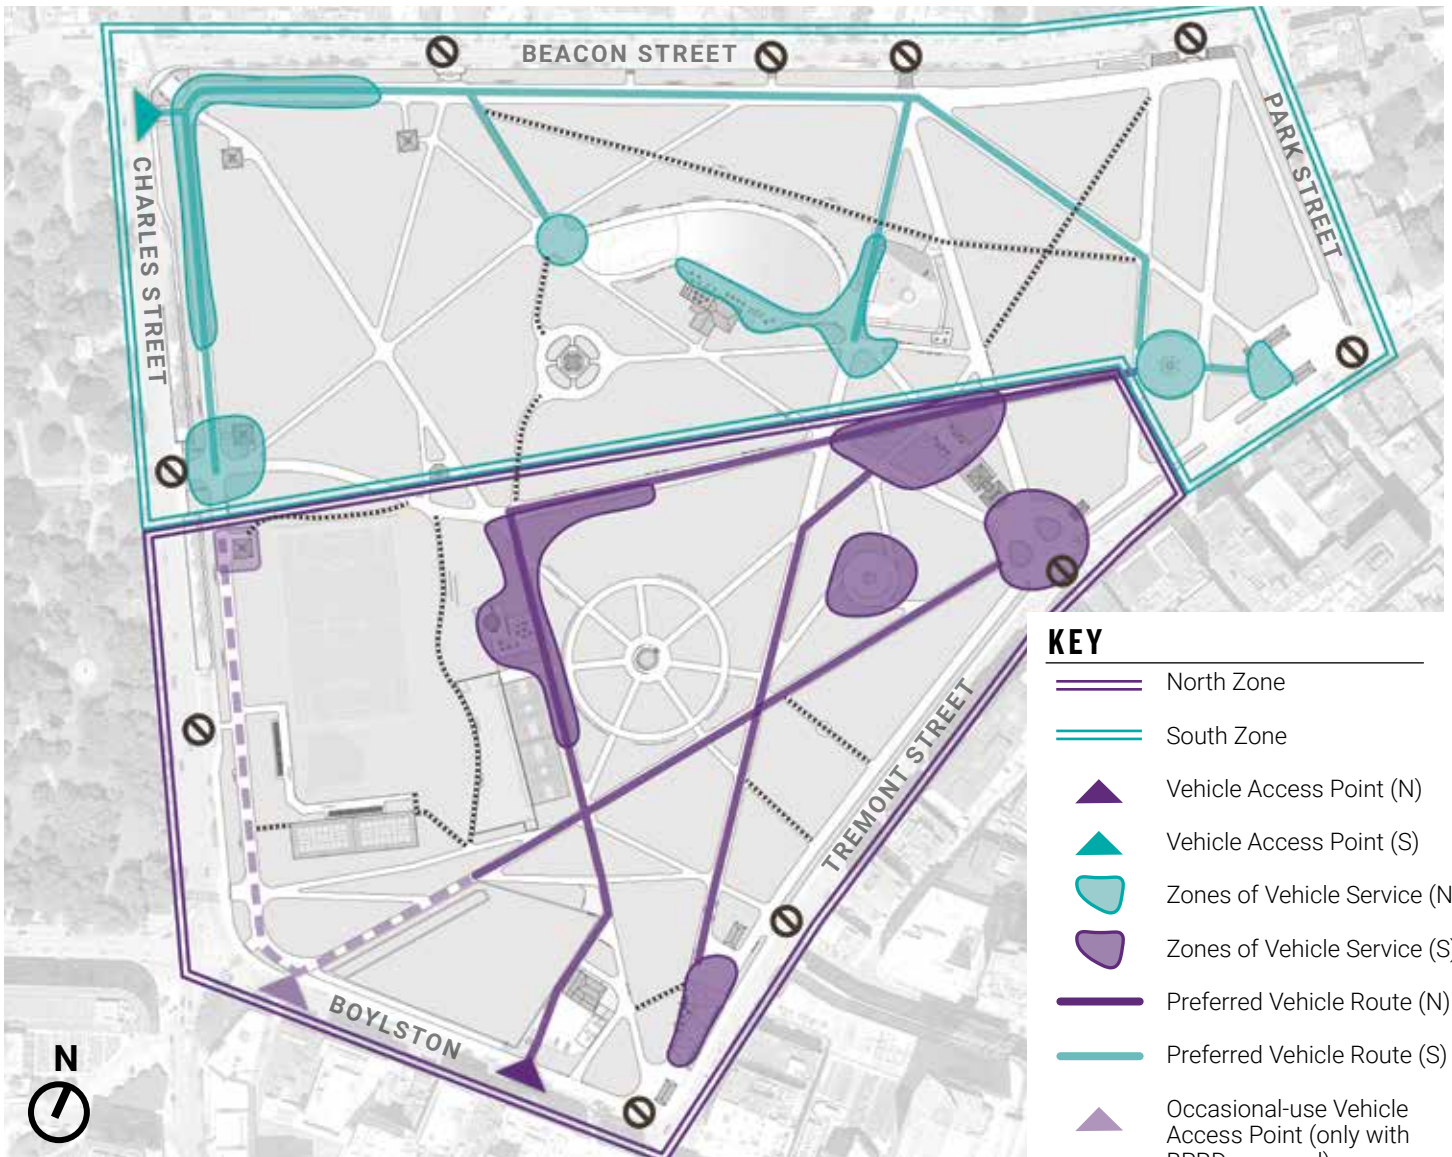 BEACON STREET
PARK STREET
CHARLES STREET
TREMONT STREET
BOYLSTON
N
KEY
North Zone
South Zone
Vehicle Access Point (N)
Vehicle Access Point (S)
Zones of Vehicle Service (N
Zones of Vehicle Service (S)
Preferred Vehicle Route (N)
Preferred Vehicle Route (S)
Occasional-use Vehicle
Access Point (only with